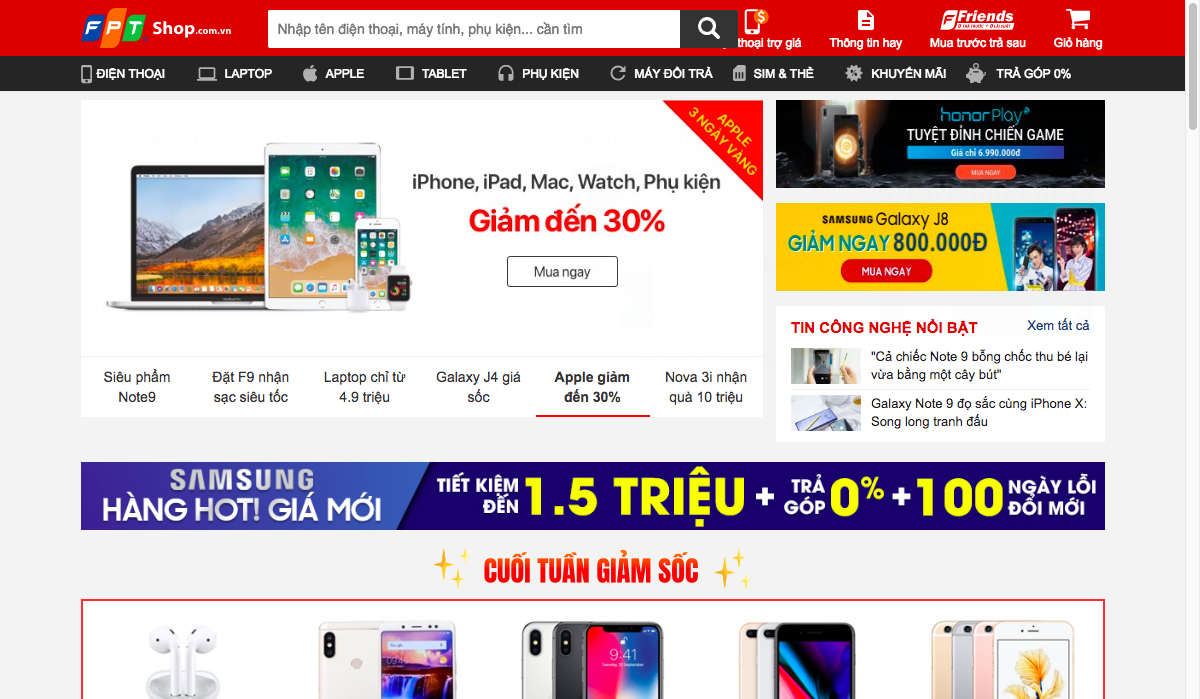 FPT Shop.com.vn
Nhập tên điện thoại, máy tính, phụ kiện... cần tìm
thoại trợ giá
Thông tin hay
F.Friends
Mua trước trả sau
Giỏ hàng
ĐIỆN THOẠI
LAPTOP
APPLE
TABLET
PHỤ KIỆN
MÁY ĐỔI TRẢ
SIM & THẺ
KHUYẾN MÃI
TRẢ GÓP 0%
APPLE
3 NGÀY VÀNG
iPhone, iPad, Mac, Watch, Phụ kiện
Giảm đến 30%
Mua ngay
Siêu phẩm
Note9
Đặt F9 nhận
sạc siêu tốc
Laptop chỉ từ
4.9 triệu
Galaxy J4 giá
sốc
Apple giảm
đến 30%
Nova 3i nhận
quà 10 triệu
honor Play
TUYỆT ĐỈNH CHIẾN GAME
Giá chỉ 6.990.000đ
MUA NGAY
SAMSUNG Galaxy J8
GIẢM NGAY 800.000Đ
MUA NGAY
TIN CÔNG NGHỆ NỔI BẬT
Xem tất cả
"Cả chiếc Note 9 bỗng chốc thu bé lại
vừa bằng một cây bút"
Galaxy Note 9 đọ sắc cùng iPhone X:
Song long tranh đấu
SAMSUNG
HÀNG HOT! GIÁ MỚI
TIẾT KIỆM
ĐẾN 1.5 TRIỆU + TRẢ GÓP 0% + 100 NGÀY LỖI
ĐỔI MỚI
CUỐI TUẦN GIẢM SỐC
9:41